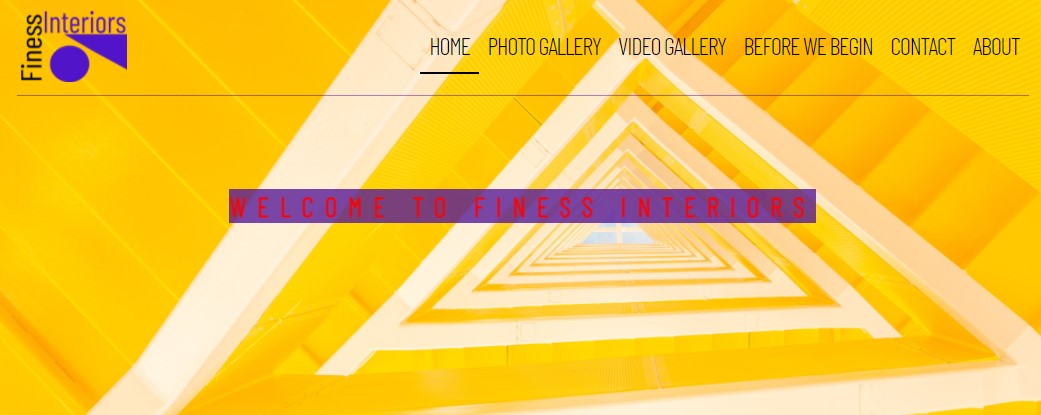 Finess
Interiors
HOME PHOTO GALLERY VIDEO GALLERY BEFORE WE BEGIN CONTACT ABOUT
WELCOME TO FINESS INTERIORS